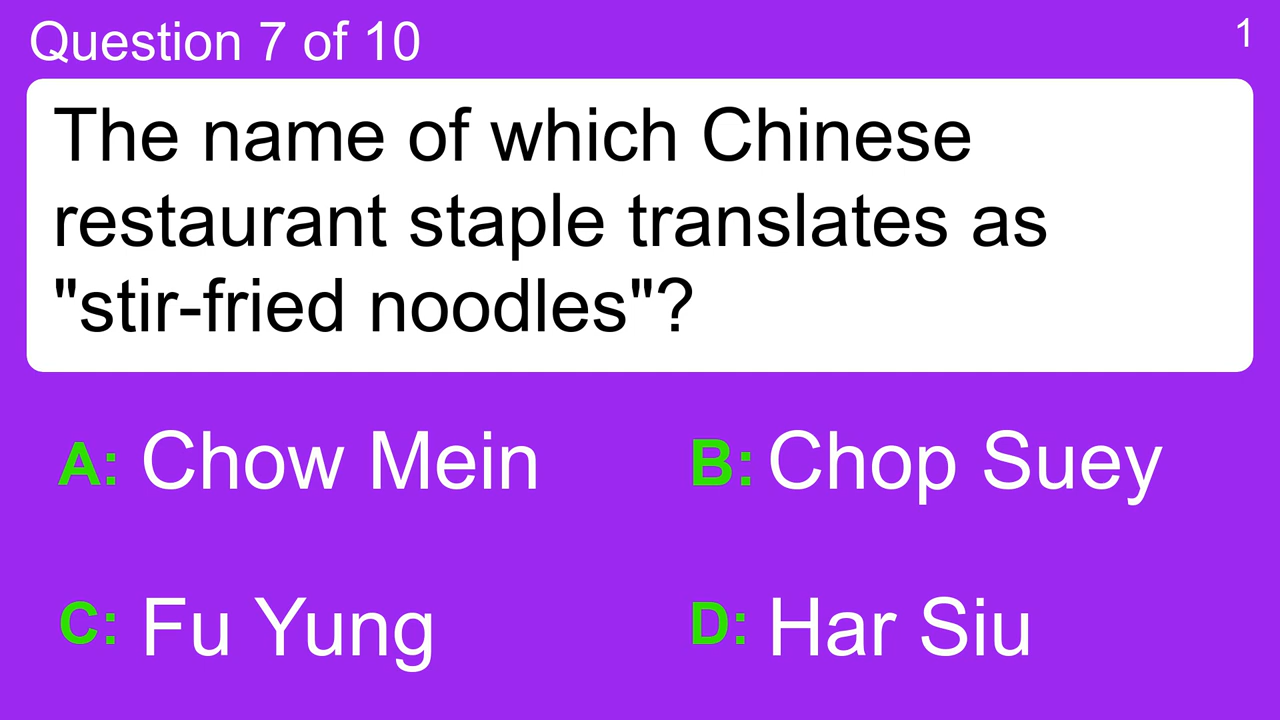 Question 7 of 10
1
The name of which Chinese
restaurant staple translates as
"stir-fried noodles"?
A: Chow Mein
B: Chop Suey
C: Fu Yung
D: Har Siu